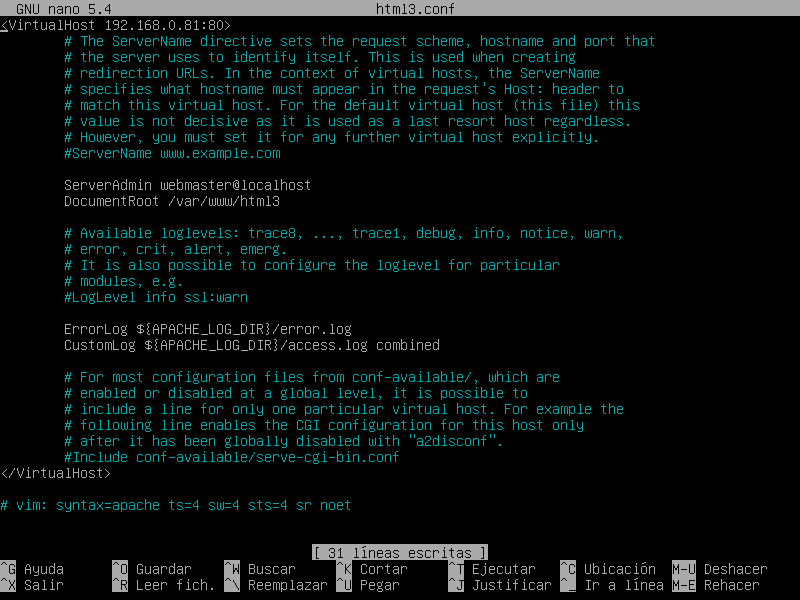 GNU nano 5.4 html3.conf
<VirtualHost 192.168.0.81:80>
# The ServerName directive sets the request scheme, hostname and port that
# the server uses to identify itself. This is used when creating
# redirection URLs. In the context of virtual hosts, the ServerName
# specifies what hostname must appear in the request's Host: header to
# match this virtual host. For the default virtual host (this file) this
# value is not decisive as it is used as a last resort host regardless.
# However, you must set it for any further virtual host explicitly.
#ServerName www.example.com
ServerAdmin webmaster@localhost
DocumentRoot /var/www/html3
# Available loglevels: trace8, ..., trace1, debug, info, notice, warn,
# error, crit, alert, emerg.
# It is also possible to configure the loglevel for particular
# modules, e.g.
#LogLevel info ssl:warn
ErrorLog ${APACHE_LOG_DIR}/error.log
CustomLog ${APACHE_LOG_DIR}/access.log combined
# For most configuration files from conf-available/, which are
# enabled or disabled at a global level, it is possible to
# include a line for only one particular virtual host. For example the
# following line enables the CGI configuration for this host only
# after it has been globally disabled with "a2disconf".
#Include conf-available/serve-cgi-bin.conf
</VirtualHost>
# vim: syntax=apache ts=4 sw=4 sts=4 sr noet
[ 31 líneas escritas ]
^G Ayuda ^O Guardar ^W Buscar ^K Cortar ^T Ejecutar ^C Ubicación M-U Deshacer
^X Salir ^R Leer fich. ^\ Reemplazar ^U Pegar ^J Justificar ^_ Ir a línea M-E Rehacer